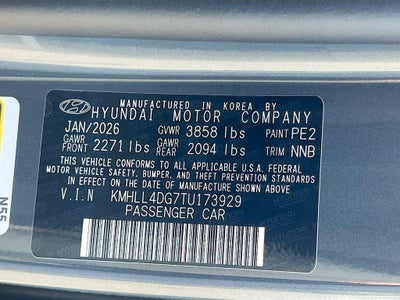 MANUFACTURED IN KOREA BY
HYUNDAI MOTOR COMPANY
JAN/2026 GVWR 3858 lbs PAINT PE2
GAWR FRONT 2271 lbs GAWR REAR 2094 lbs TRIM NNB
THIS VEHICLE CONFORMS TO ALL APPLICABLE U.S.A FEDERAL
MOTOR VEHICLE SAFETY, BUMPER, AND THEFT PREVENTION STANDARDS
IN EFFECT ON THE DATE OF MANUFACTURE SHOWN ABOVE.
V.I.N KMHLL4DG7TU173929
PASSENGER CAR
N55